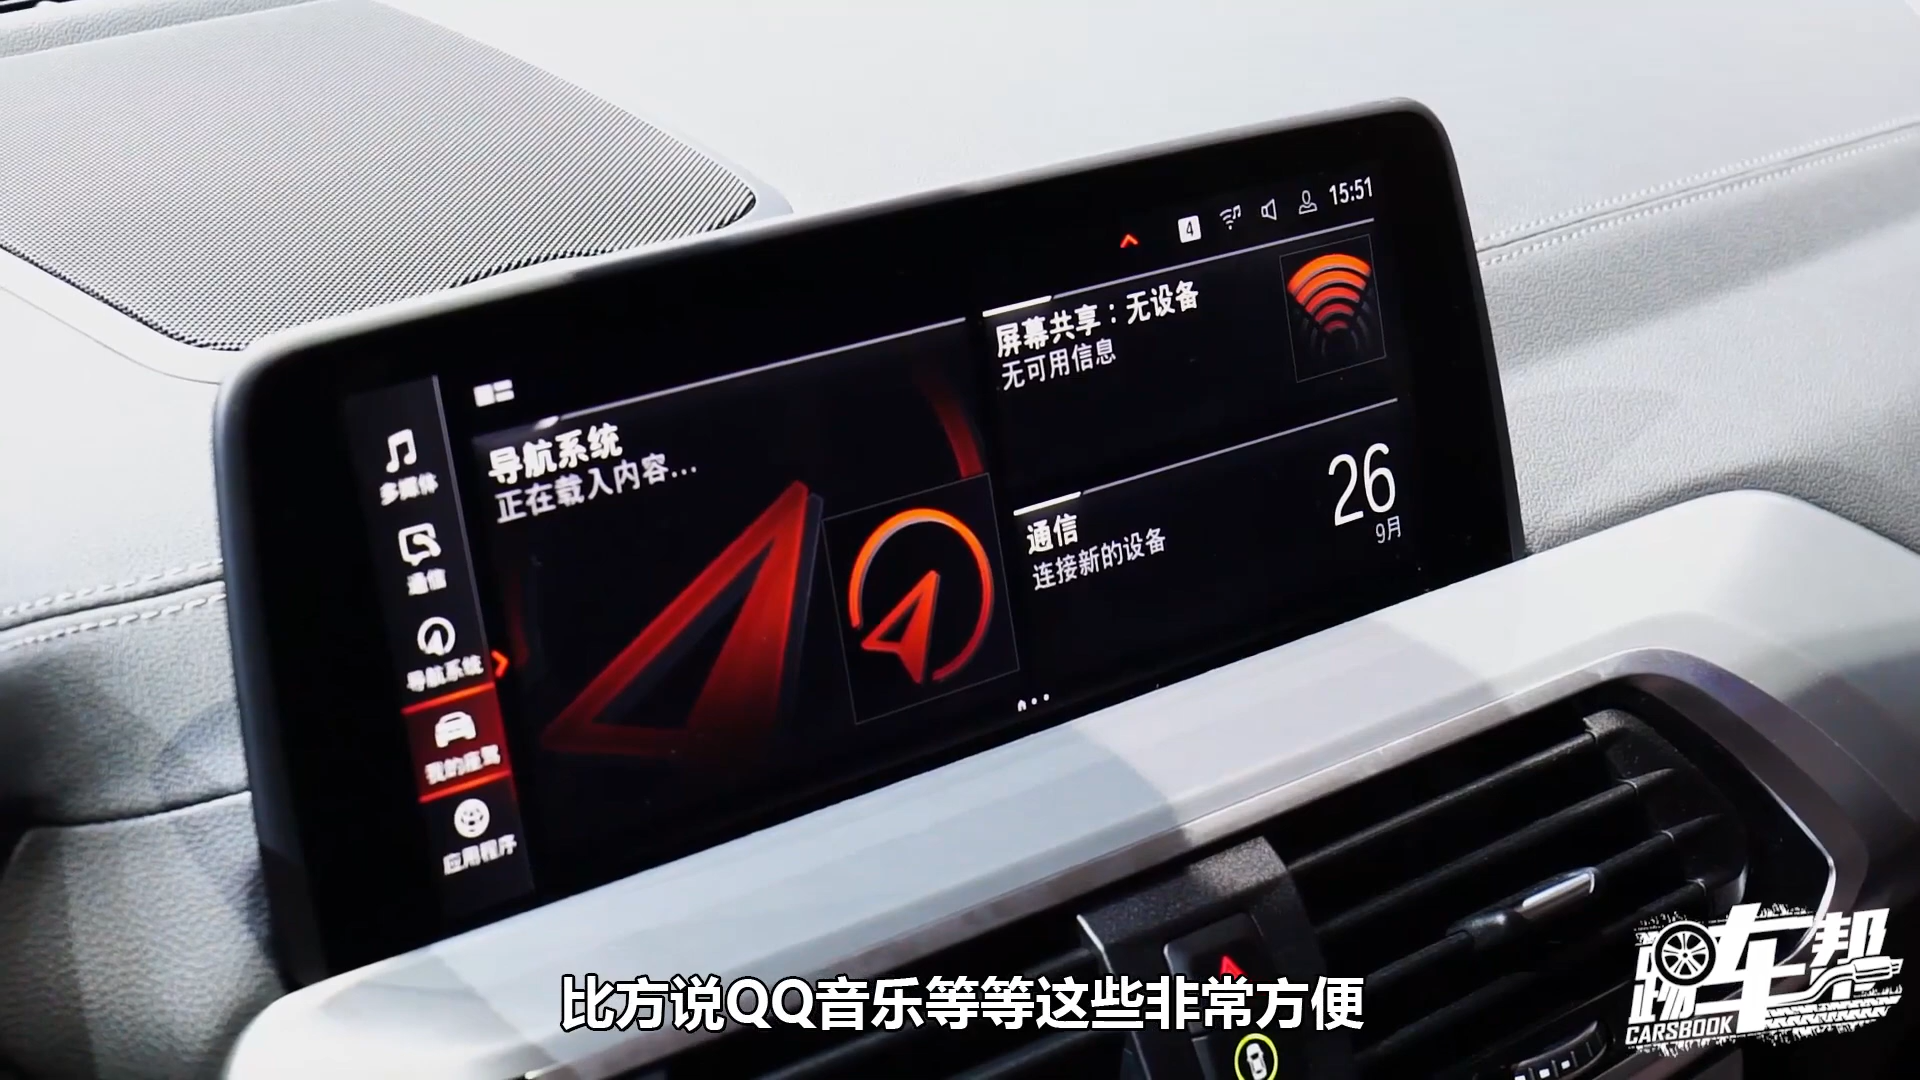 15:51
4
屏幕共享：无设备
无可用信息
导航系统
正在载入内容...
26
9月
通信
连接新的设备
多媒体
通信
导航系统
我的座驾
应用程序
比方说QQ音乐等等这些非常方便
踢车帮
CARSBOOK